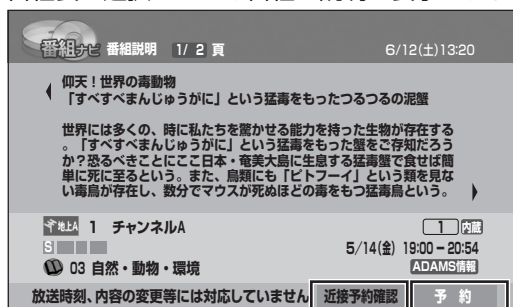 番組ナビ 番組説明 1/ 2 頁 6/12(土)13:20
仰天！世界の毒動物
「すべすべまんじゅうがに」という猛毒をもったつるつるの泥蟹
世界には多くの、時に私たちを驚かせる能力を持った生物が存在する
。「すべすべまんじゅうがに」という猛毒をもった蟹をご存知だろう
か？恐るべきことにここ日本・奄美大島に生息する猛毒蟹で食せば簡
単に死に至るという。また、鳥類にも「ピトフーイ」という類を見な
い毒鳥が存在し、数分でマウスが死ぬほどの毒をもつ猛毒鳥という。
地上A 1 チャンネルA 1 内蔵
S 5/14(金) 19:00－20:54
03 自然・動物・環境 ADAMS情報
放送時刻、内容の変更等には対応していません 近接予約確認 予 約